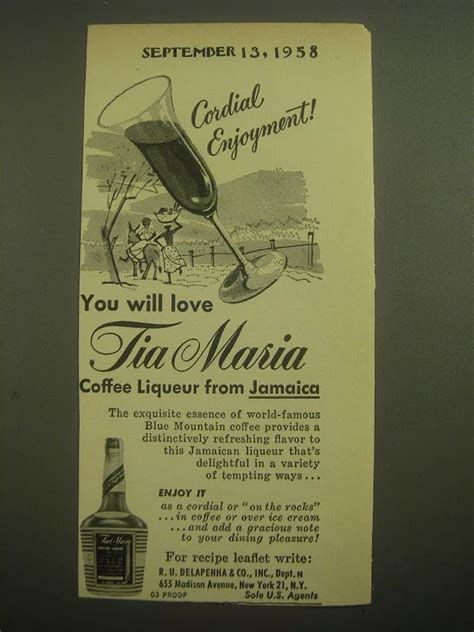 SEPTEMBER 13, 1958
Cordial
Enjoyment!
You will love
Tia Maria
Coffee Liqueur from Jamaica
The exquisite essence of world-famous
Blue Mountain coffee provides a
distinctively refreshing flavor to
this Jamaican liqueur that's
delightful in a variety
of tempting ways...
ENJOY IT
as a cordial or "on the rocks"
...in coffee or over ice cream
...and add a gracious note
to your dining pleasure!
Tia Maria
For recipe leaflet write:
R. U. DELAPENHA & CO., INC., Dept. N
655 Madison Avenue, New York 21, N.Y.
63 PROOF Sole U.S. Agents